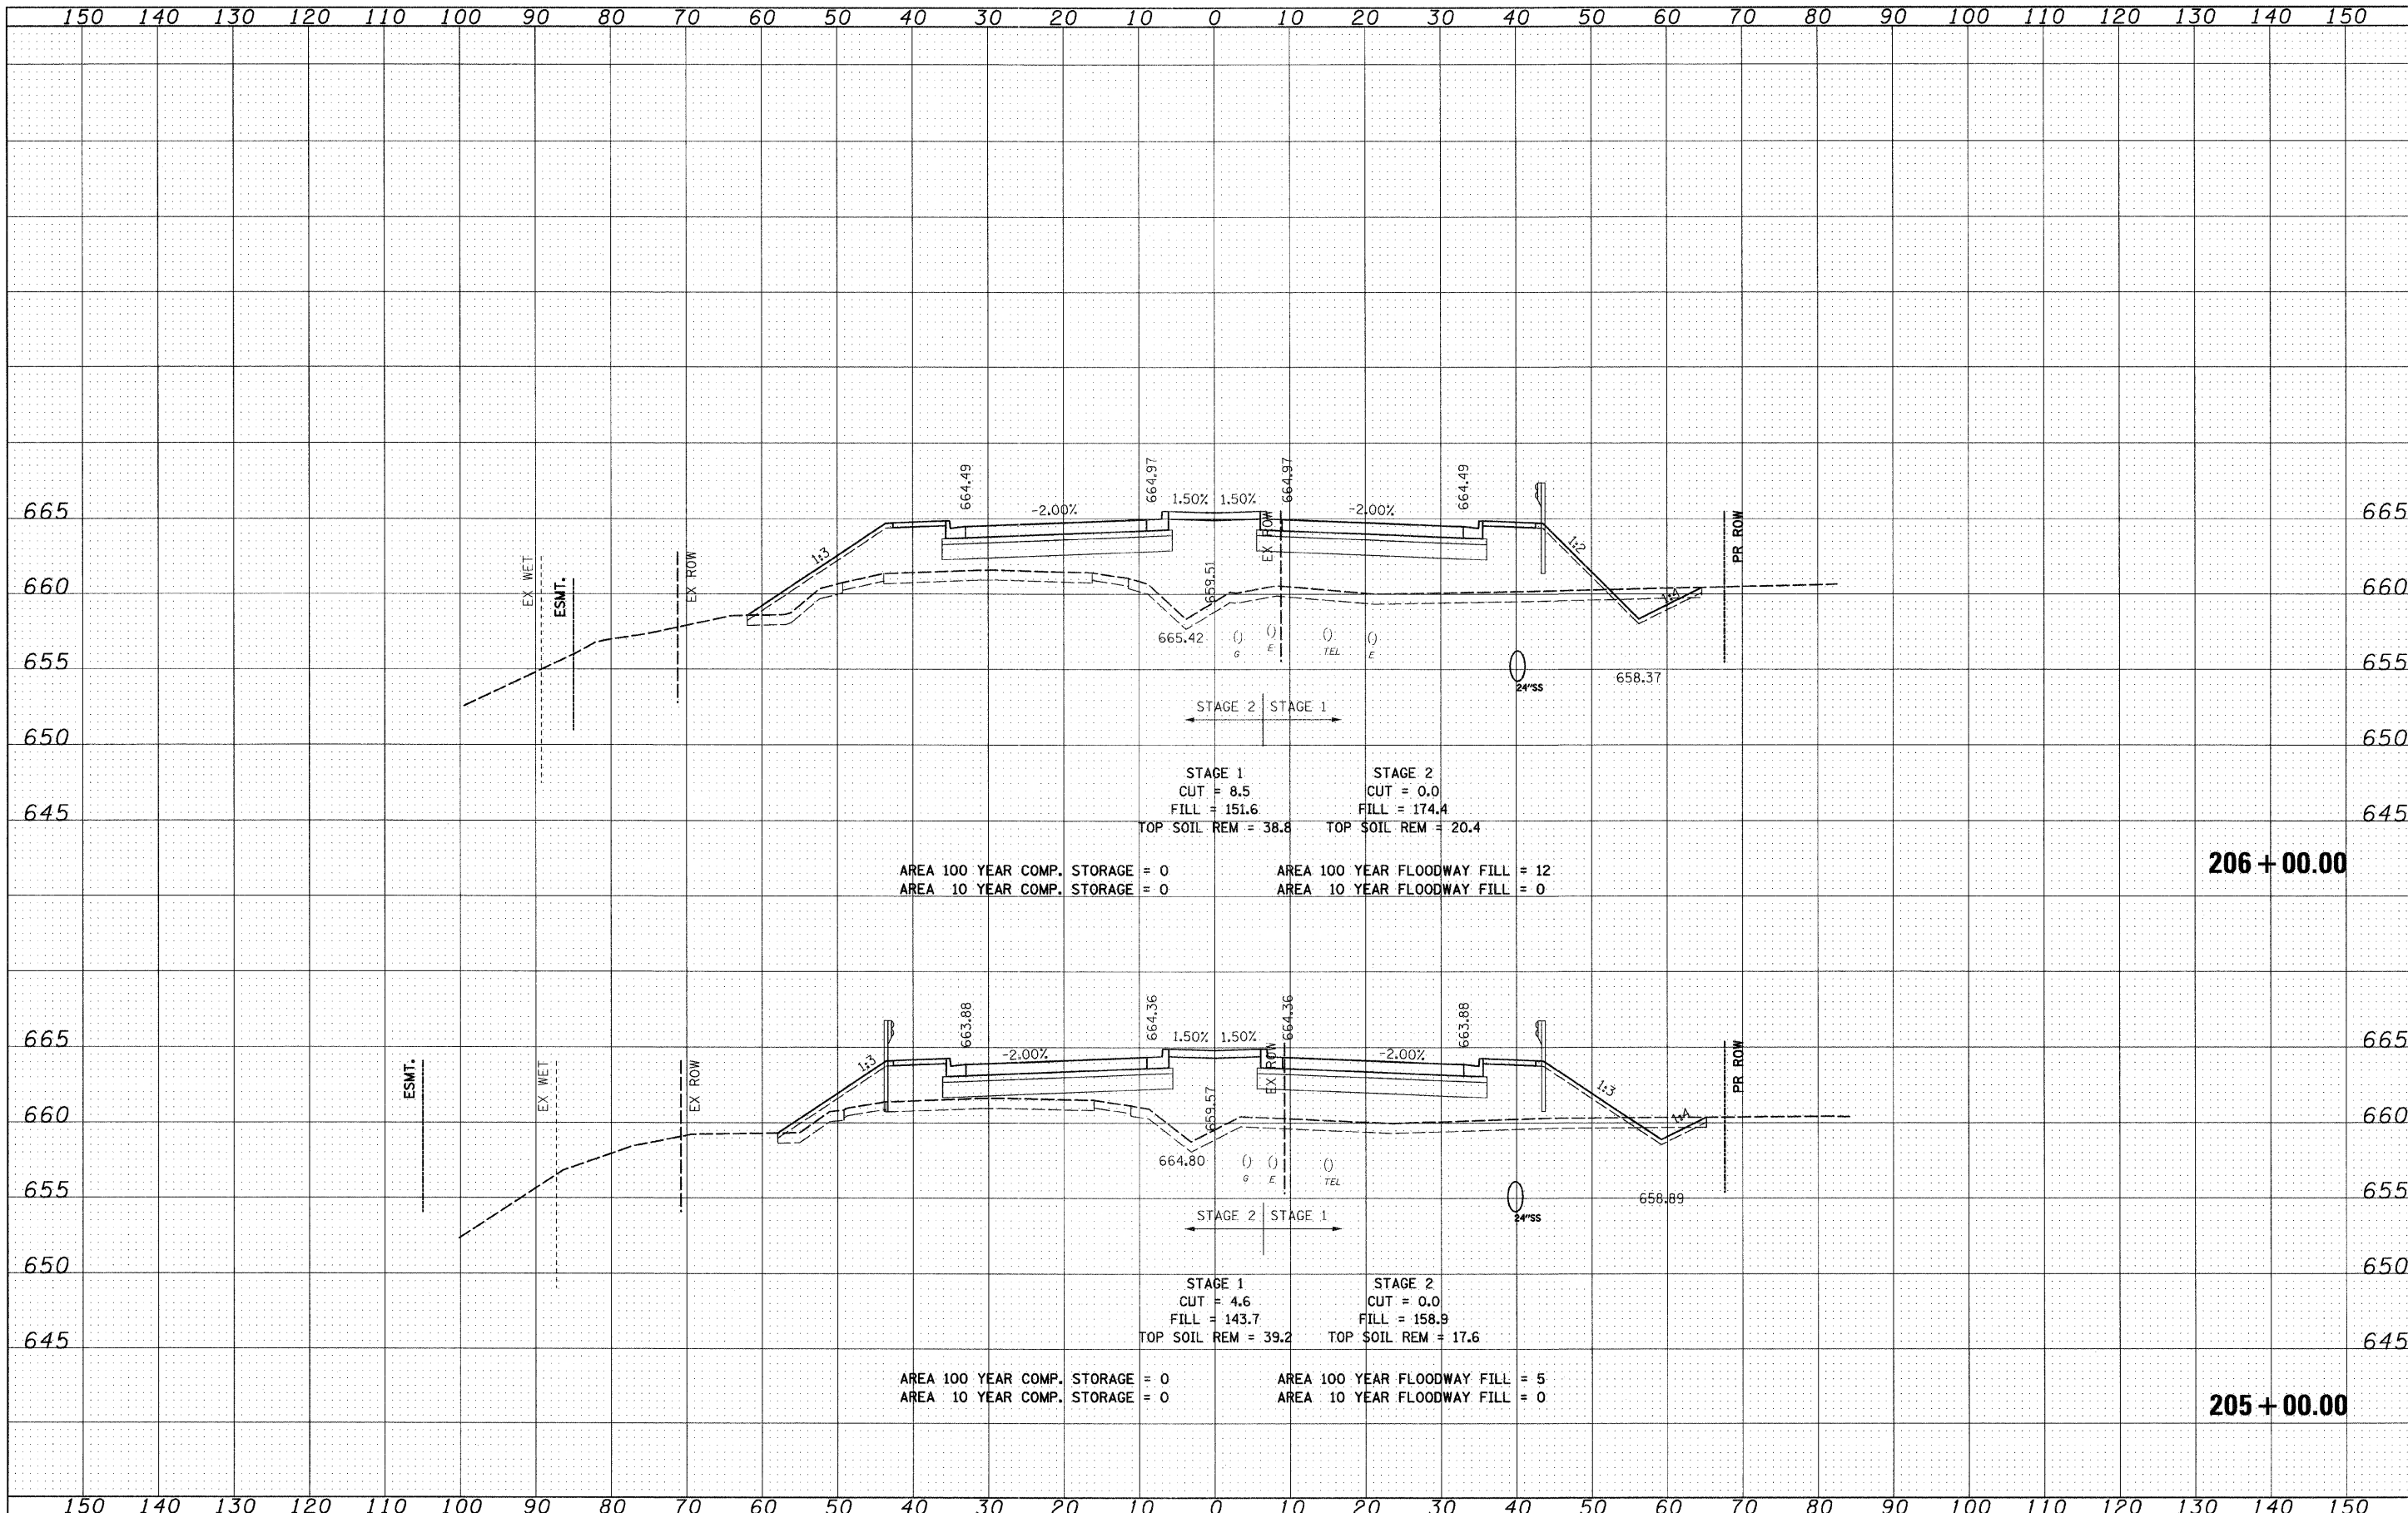 150 140 130 120 110 100 90 80 70 60 50 40 30 20 10 0 10 20 30 40 50 60 70 80 90 100 110 120 130 140 150
664.49 664.97 664.97 664.49
-2.00% 1.50% 1.50% -2.00%
665 665
1:3 EX ROW 1:2 PR ROW
EX WET ESMT. EX ROW
660 659.51 1:4 660
665.42 G E TEL E
655 24"SS 658.37 655
STAGE 2 STAGE 1
650 650
STAGE 1 STAGE 2
CUT = 8.5 CUT = 0.0
FILL = 151.6 FILL = 174.4
645 TOP SOIL REM = 38.8 TOP SOIL REM = 20.4 645
AREA 100 YEAR COMP. STORAGE = 0 AREA 100 YEAR FLOODWAY FILL = 12
AREA 10 YEAR COMP. STORAGE = 0 AREA 10 YEAR FLOODWAY FILL = 0
206+00.00
663.88 664.36 664.36 663.88
-2.00% 1.50% 1.50% -2.00%
665 665
ESMT. EX WET EX ROW 1:3 EX ROW 1:3 PR ROW
660 659.57 1:4 660
664.80 G E TEL
655 24"SS 658.89 655
STAGE 2 STAGE 1
650 650
STAGE 1 STAGE 2
CUT = 4.6 CUT = 0.0
FILL = 143.7 FILL = 158.9
645 TOP SOIL REM = 39.2 TOP SOIL REM = 17.6 645
AREA 100 YEAR COMP. STORAGE = 0 AREA 100 YEAR FLOODWAY FILL = 5
AREA 10 YEAR COMP. STORAGE = 0 AREA 10 YEAR FLOODWAY FILL = 0
205+00.00
150 140 130 120 110 100 90 80 70 60 50 40 30 20 10 0 10 20 30 40 50 60 70 80 90 100 110 120 130 140 150